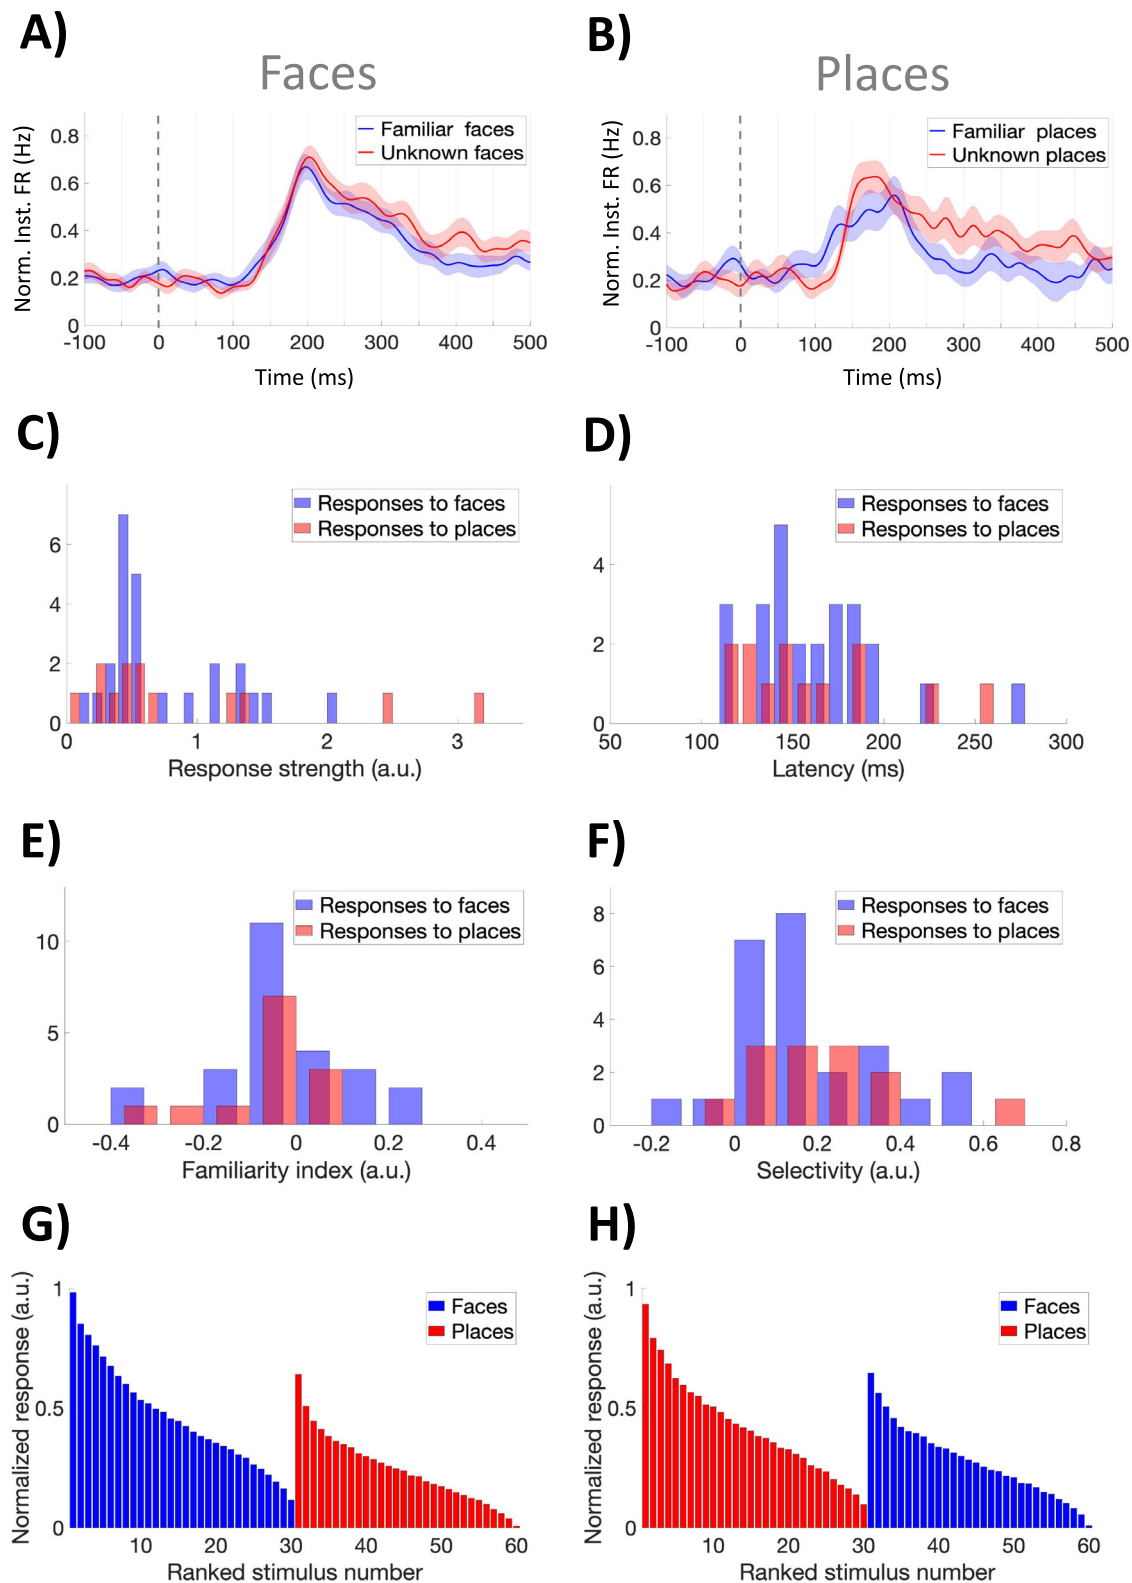 A)
Faces
Norm. Inst. FR (Hz)
0.8
0.6
0.4
0.2
0
Familiar faces
Unknown faces
-100 0 100 200 300 400 500
Time (ms)
B)
Places
Norm. Inst. FR (Hz)
0.8
0.6
0.4
0.2
0
Familiar places
Unknown places
-100 0 100 200 300 400 500
Time (ms)
C)
6
4
2
0
Responses to faces
Responses to places
0 1 2 3
Response strength (a.u.)
D)
4
2
0
Responses to faces
Responses to places
50 100 150 200 250 300
Latency (ms)
E)
10
5
0
Responses to faces
Responses to places
-0.4 -0.2 0 0.2 0.4
Familiarity index (a.u.)
F)
8
6
4
2
0
Responses to faces
Responses to places
-0.2 0 0.2 0.4 0.6 0.8
Selectivity (a.u.)
G)
Normalized response (a.u.)
1
0.5
0
Faces
Places
10 20 30 40 50 60
Ranked stimulus number
H)
Normalized response (a.u.)
1
0.5
0
Faces
Places
10 20 30 40 50 60
Ranked stimulus number